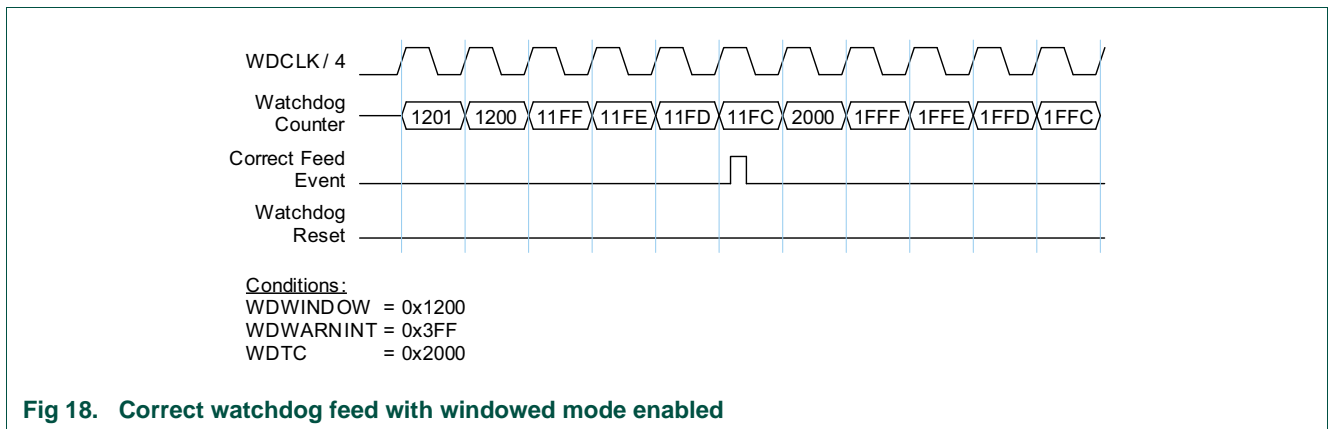 WDCLK / 4
Watchdog
Counter
1201 1200 11FF 11FE 11FD 11FC 2000 1FFF 1FFE 1FFD 1FFC
Correct Feed
Event
Watchdog
Reset
Conditions:
WDWINDOW = 0x1200
WDWARNINT = 0x3FF
WDTC = 0x2000
Fig 18. Correct watchdog feed with windowed mode enabled